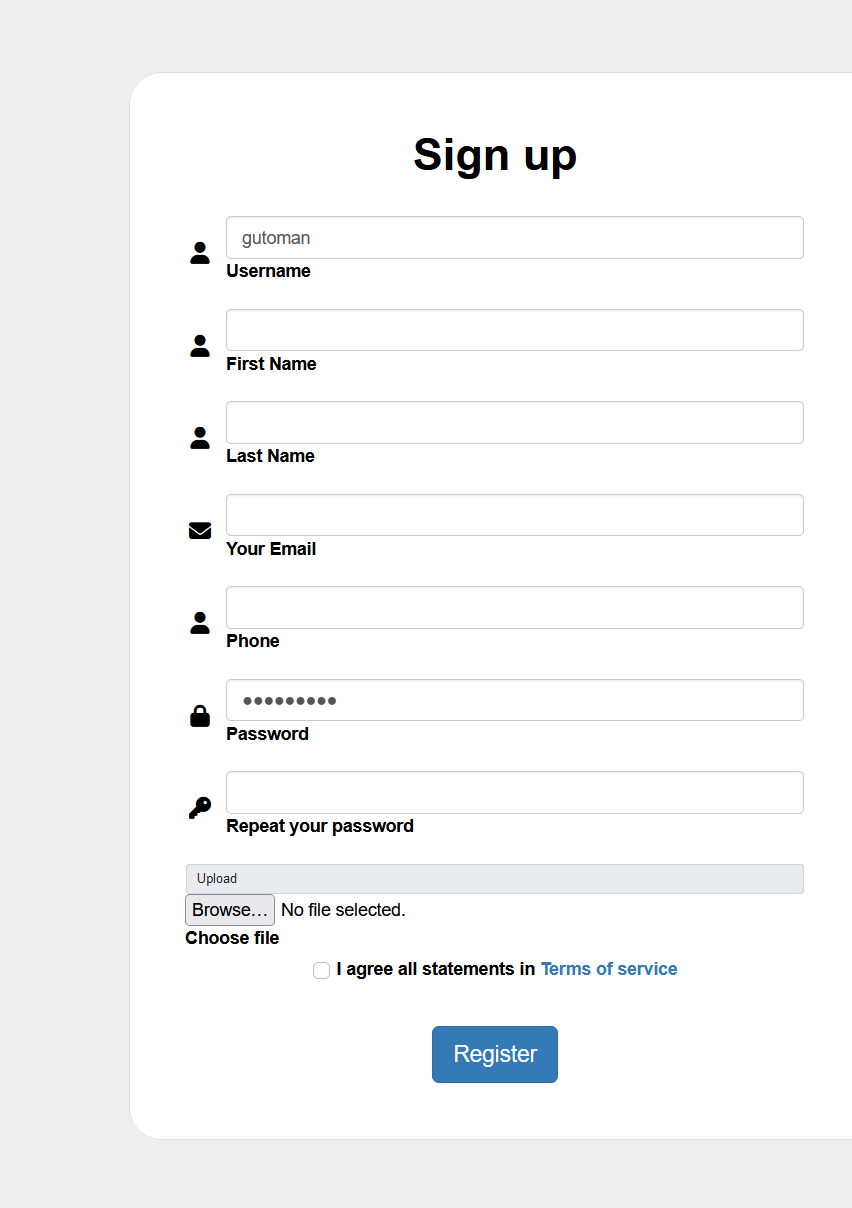 Sign up
gutoman
Username
First Name
Last Name
Your Email
Phone
●●●●●●●●●
Password
Repeat your password
Upload
Browse… No file selected.
Choose file
I agree all statements in Terms of service
Register